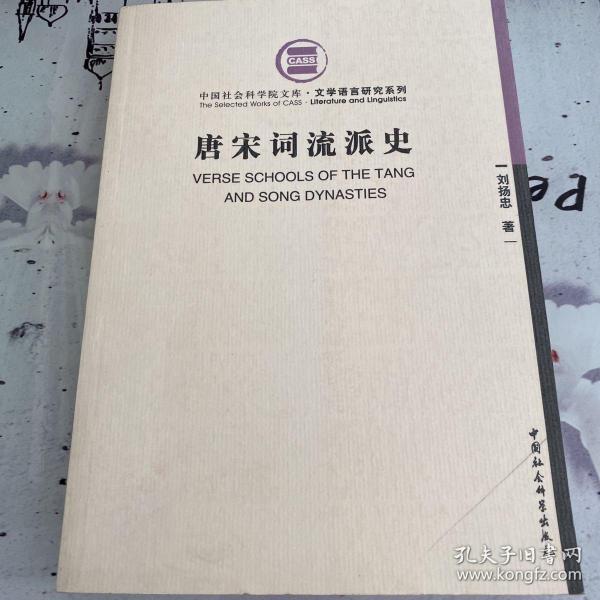 CASS
中国社会科学院文库·文学语言研究系列
The Selected Works of CASS · Literature and Linguistics
唐宋词流派史
VERSE SCHOOLS OF THE TANG
AND SONG DYNASTIES
刘扬忠 著
中国社会科学出版社
孔夫子旧书网
www.kongfz.com